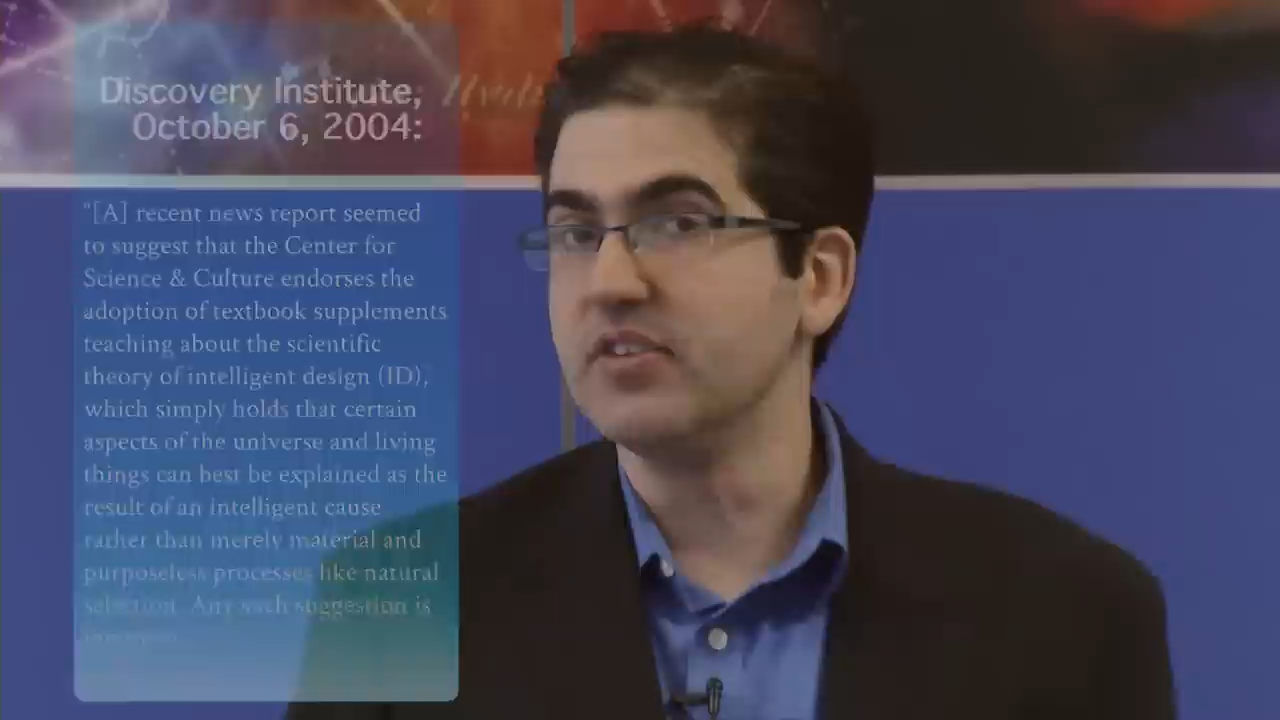 Discovery Institute,
October 6, 2004:
"[A] recent news report seemed
to suggest that the Center for
Science & Culture endorses the
adoption of textbook supplements
teaching about the scientific
theory of intelligent design (ID),
which simply holds that certain
aspects of the universe and living
things can best be explained as the
result of an intelligent cause
rather than merely material and
purposeless processes like natural
selection. Any such suggestion is